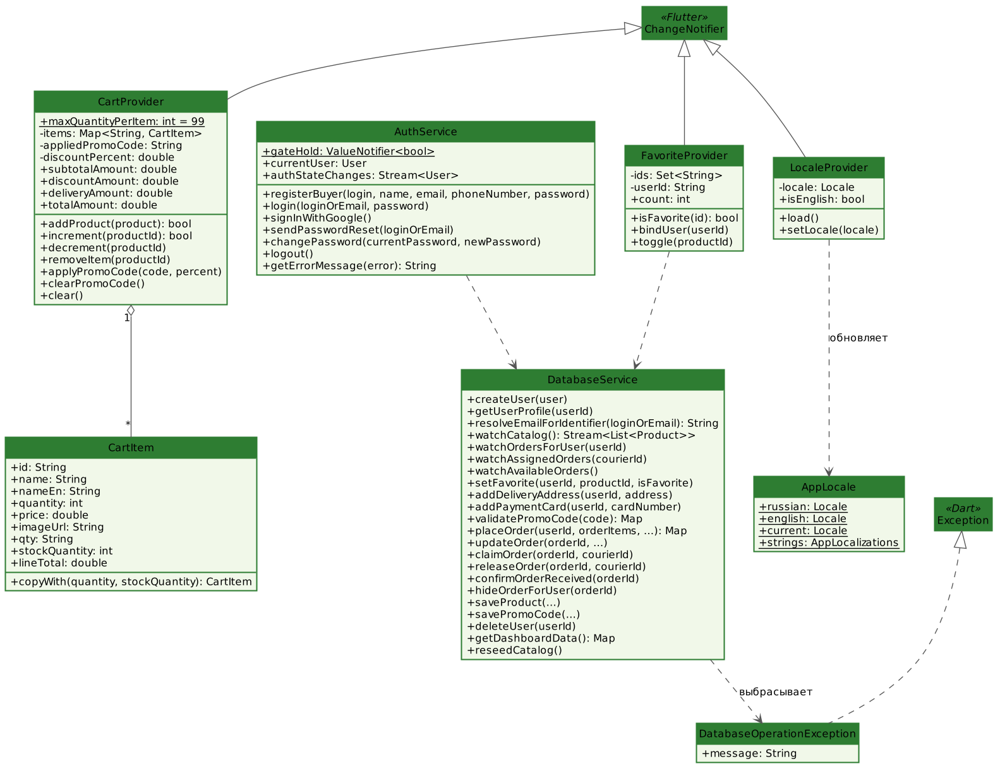 «Flutter»
ChangeNotifier
CartProvider
+maxQuantityPerItem: int = 99
-items: Map<String, CartItem>
-appliedPromoCode: String
-discountPercent: double
+subtotalAmount: double
+discountAmount: double
+deliveryAmount: double
+totalAmount: double
+addProduct(product): bool
+increment(productId): bool
+decrement(productId)
+removeItem(productId)
+applyPromoCode(code, percent)
+clearPromoCode()
+clear()
AuthService
+gateHold: ValueNotifier<bool>
+currentUser: User
+authStateChanges: Stream<User>
+registerBuyer(login, name, email, phoneNumber, password)
+login(loginOrEmail, password)
+signInWithGoogle()
+sendPasswordReset(loginOrEmail)
+changePassword(currentPassword, newPassword)
+logout()
+getErrorMessage(error): String
FavoriteProvider
-ids: Set<String>
-userId: String
+count: int
+isFavorite(id): bool
+bindUser(userId)
+toggle(productId)
LocaleProvider
-locale: Locale
+isEnglish: bool
+load()
+setLocale(locale)
1
*
обновляет
CartItem
+id: String
+name: String
+nameEn: String
+quantity: int
+price: double
+imageUrl: String
+qty: String
+stockQuantity: int
+lineTotal: double
+copyWith(quantity, stockQuantity): CartItem
DatabaseService
+createUser(user)
+getUserProfile(userId)
+resolveEmailForIdentifier(loginOrEmail): String
+watchCatalog(): Stream<List<Product>>
+watchOrdersForUser(userId)
+watchAssignedOrders(courierId)
+watchAvailableOrders()
+setFavorite(userId, productId, isFavorite)
+addDeliveryAddress(userId, address)
+addPaymentCard(userId, cardNumber)
+validatePromoCode(code): Map
+placeOrder(userId, orderItems, ...): Map
+updateOrder(orderId, ...)
+claimOrder(orderId, courierId)
+releaseOrder(orderId, courierId)
+confirmOrderReceived(orderId)
+hideOrderForUser(orderId)
+saveProduct(...)
+savePromoCode(...)
+deleteUser(userId)
+getDashboardData(): Map
+reseedCatalog()
AppLocale
+russian: Locale
+english: Locale
+current: Locale
+strings: AppLocalizations
«Dart»
Exception
выбрасывает
DatabaseOperationException
+message: String